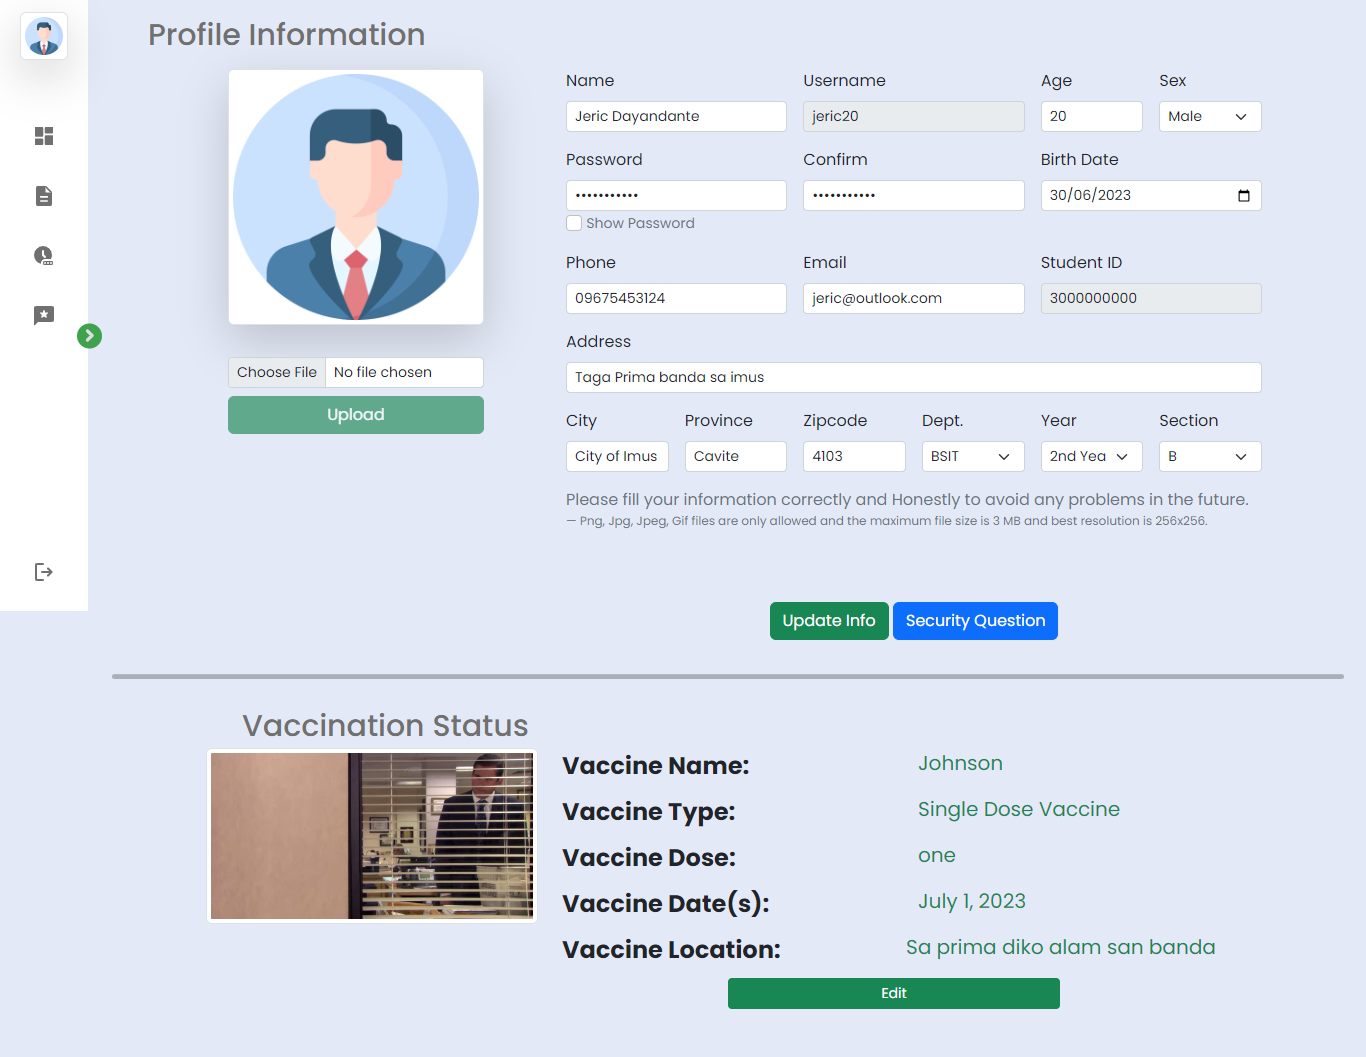 Profile Information
Name Username Age Sex
Jeric Dayandante jeric20 20 Male
Password Confirm Birth Date
••••••••••• ••••••••••• 30/06/2023
Show Password
Phone Email Student ID
09675453124 jeric@outlook.com 3000000000
Address
Choose File No file chosen
Taga Prima banda sa imus
Upload
City Province Zipcode Dept. Year Section
City of Imus Cavite 4103 BSIT 2nd Yea B
Please fill your information correctly and Honestly to avoid any problems in the future.
— Png, Jpg, Jpeg, Gif files are only allowed and the maximum file size is 3 MB and best resolution is 256x256.
Update Info Security Question
Vaccination Status
Vaccine Name: Johnson
Vaccine Type: Single Dose Vaccine
Vaccine Dose: one
Vaccine Date(s): July 1, 2023
Vaccine Location: Sa prima diko alam san banda
Edit